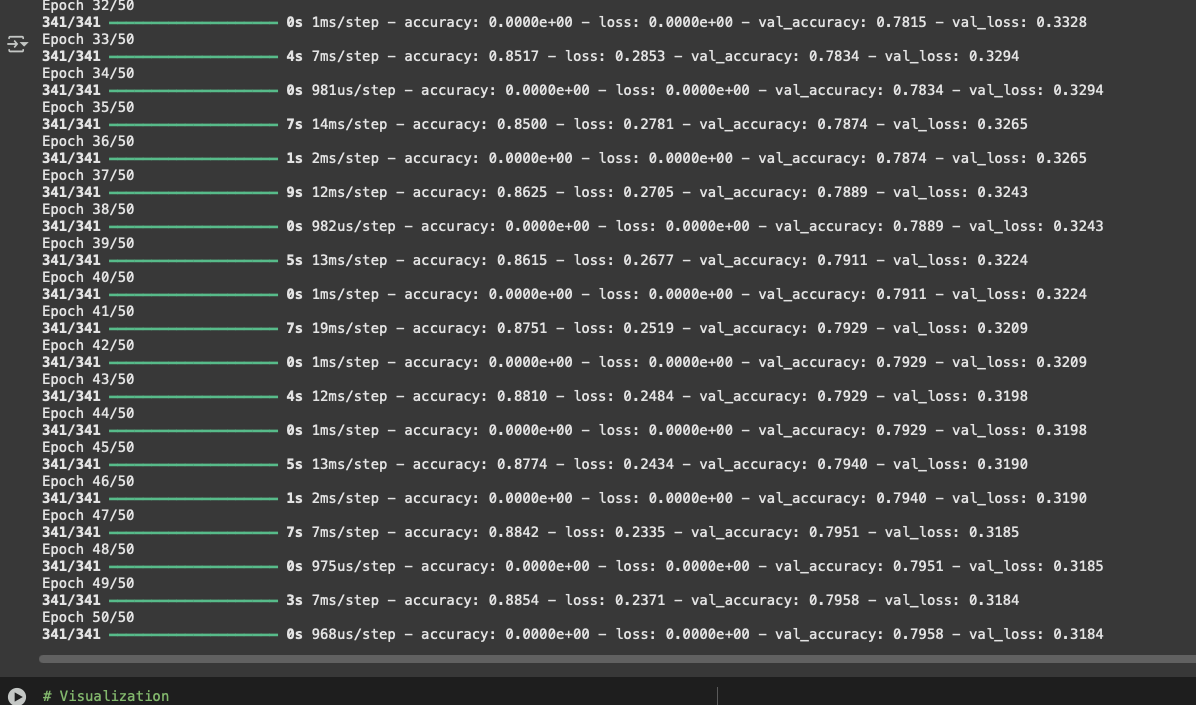 Epoch 32/50
341/341 ━━━━━━━━━━━━━━━━━━━━ 0s 1ms/step – accuracy: 0.0000e+00 – loss: 0.0000e+00 – val_accuracy: 0.7815 – val_loss: 0.3328
Epoch 33/50
341/341 ━━━━━━━━━━━━━━━━━━━━ 4s 7ms/step – accuracy: 0.8517 – loss: 0.2853 – val_accuracy: 0.7834 – val_loss: 0.3294
Epoch 34/50
341/341 ━━━━━━━━━━━━━━━━━━━━ 0s 981us/step – accuracy: 0.0000e+00 – loss: 0.0000e+00 – val_accuracy: 0.7834 – val_loss: 0.3294
Epoch 35/50
341/341 ━━━━━━━━━━━━━━━━━━━━ 7s 14ms/step – accuracy: 0.8500 – loss: 0.2781 – val_accuracy: 0.7874 – val_loss: 0.3265
Epoch 36/50
341/341 ━━━━━━━━━━━━━━━━━━━━ 1s 2ms/step – accuracy: 0.0000e+00 – loss: 0.0000e+00 – val_accuracy: 0.7874 – val_loss: 0.3265
Epoch 37/50
341/341 ━━━━━━━━━━━━━━━━━━━━ 9s 12ms/step – accuracy: 0.8625 – loss: 0.2705 – val_accuracy: 0.7889 – val_loss: 0.3243
Epoch 38/50
341/341 ━━━━━━━━━━━━━━━━━━━━ 0s 982us/step – accuracy: 0.0000e+00 – loss: 0.0000e+00 – val_accuracy: 0.7889 – val_loss: 0.3243
Epoch 39/50
341/341 ━━━━━━━━━━━━━━━━━━━━ 5s 13ms/step – accuracy: 0.8615 – loss: 0.2677 – val_accuracy: 0.7911 – val_loss: 0.3224
Epoch 40/50
341/341 ━━━━━━━━━━━━━━━━━━━━ 0s 1ms/step – accuracy: 0.0000e+00 – loss: 0.0000e+00 – val_accuracy: 0.7911 – val_loss: 0.3224
Epoch 41/50
341/341 ━━━━━━━━━━━━━━━━━━━━ 7s 19ms/step – accuracy: 0.8751 – loss: 0.2519 – val_accuracy: 0.7929 – val_loss: 0.3209
Epoch 42/50
341/341 ━━━━━━━━━━━━━━━━━━━━ 0s 1ms/step – accuracy: 0.0000e+00 – loss: 0.0000e+00 – val_accuracy: 0.7929 – val_loss: 0.3209
Epoch 43/50
341/341 ━━━━━━━━━━━━━━━━━━━━ 4s 12ms/step – accuracy: 0.8810 – loss: 0.2484 – val_accuracy: 0.7929 – val_loss: 0.3198
Epoch 44/50
341/341 ━━━━━━━━━━━━━━━━━━━━ 0s 1ms/step – accuracy: 0.0000e+00 – loss: 0.0000e+00 – val_accuracy: 0.7929 – val_loss: 0.3198
Epoch 45/50
341/341 ━━━━━━━━━━━━━━━━━━━━ 5s 13ms/step – accuracy: 0.8774 – loss: 0.2434 – val_accuracy: 0.7940 – val_loss: 0.3190
Epoch 46/50
341/341 ━━━━━━━━━━━━━━━━━━━━ 1s 2ms/step – accuracy: 0.0000e+00 – loss: 0.0000e+00 – val_accuracy: 0.7940 – val_loss: 0.3190
Epoch 47/50
341/341 ━━━━━━━━━━━━━━━━━━━━ 7s 7ms/step – accuracy: 0.8842 – loss: 0.2335 – val_accuracy: 0.7951 – val_loss: 0.3185
Epoch 48/50
341/341 ━━━━━━━━━━━━━━━━━━━━ 0s 975us/step – accuracy: 0.0000e+00 – loss: 0.0000e+00 – val_accuracy: 0.7951 – val_loss: 0.3185
Epoch 49/50
341/341 ━━━━━━━━━━━━━━━━━━━━ 3s 7ms/step – accuracy: 0.8854 – loss: 0.2371 – val_accuracy: 0.7958 – val_loss: 0.3184
Epoch 50/50
341/341 ━━━━━━━━━━━━━━━━━━━━ 0s 968us/step – accuracy: 0.0000e+00 – loss: 0.0000e+00 – val_accuracy: 0.7958 – val_loss: 0.3184
# Visualization